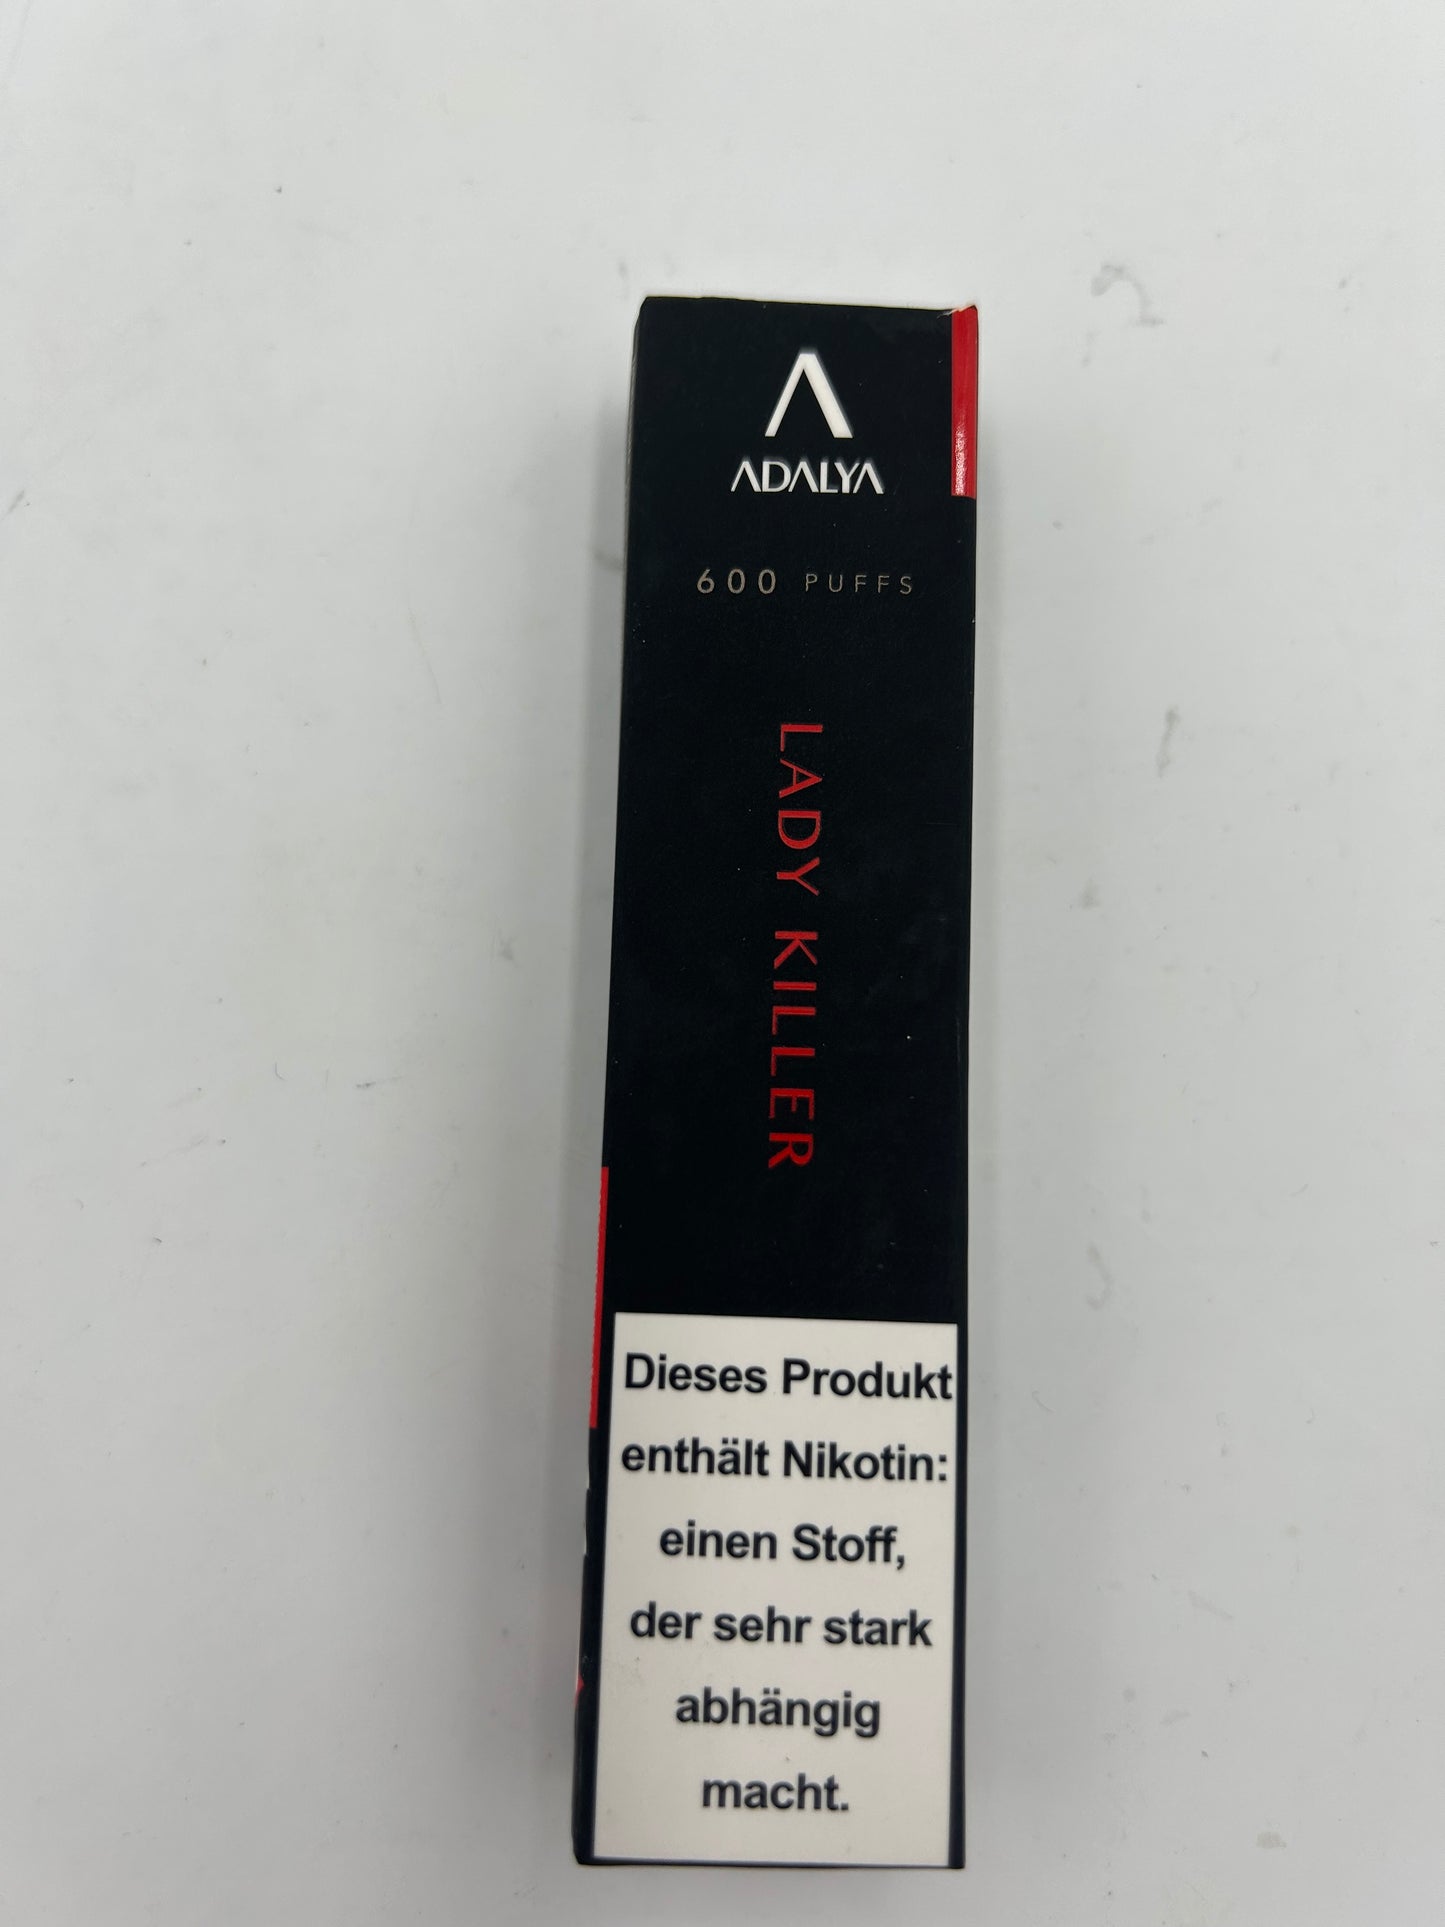 ADALYA
600 PUFFS
LADY KILLER
Dieses Produkt
enthält Nikotin:
einen Stoff,
der sehr stark
abhängig
macht.